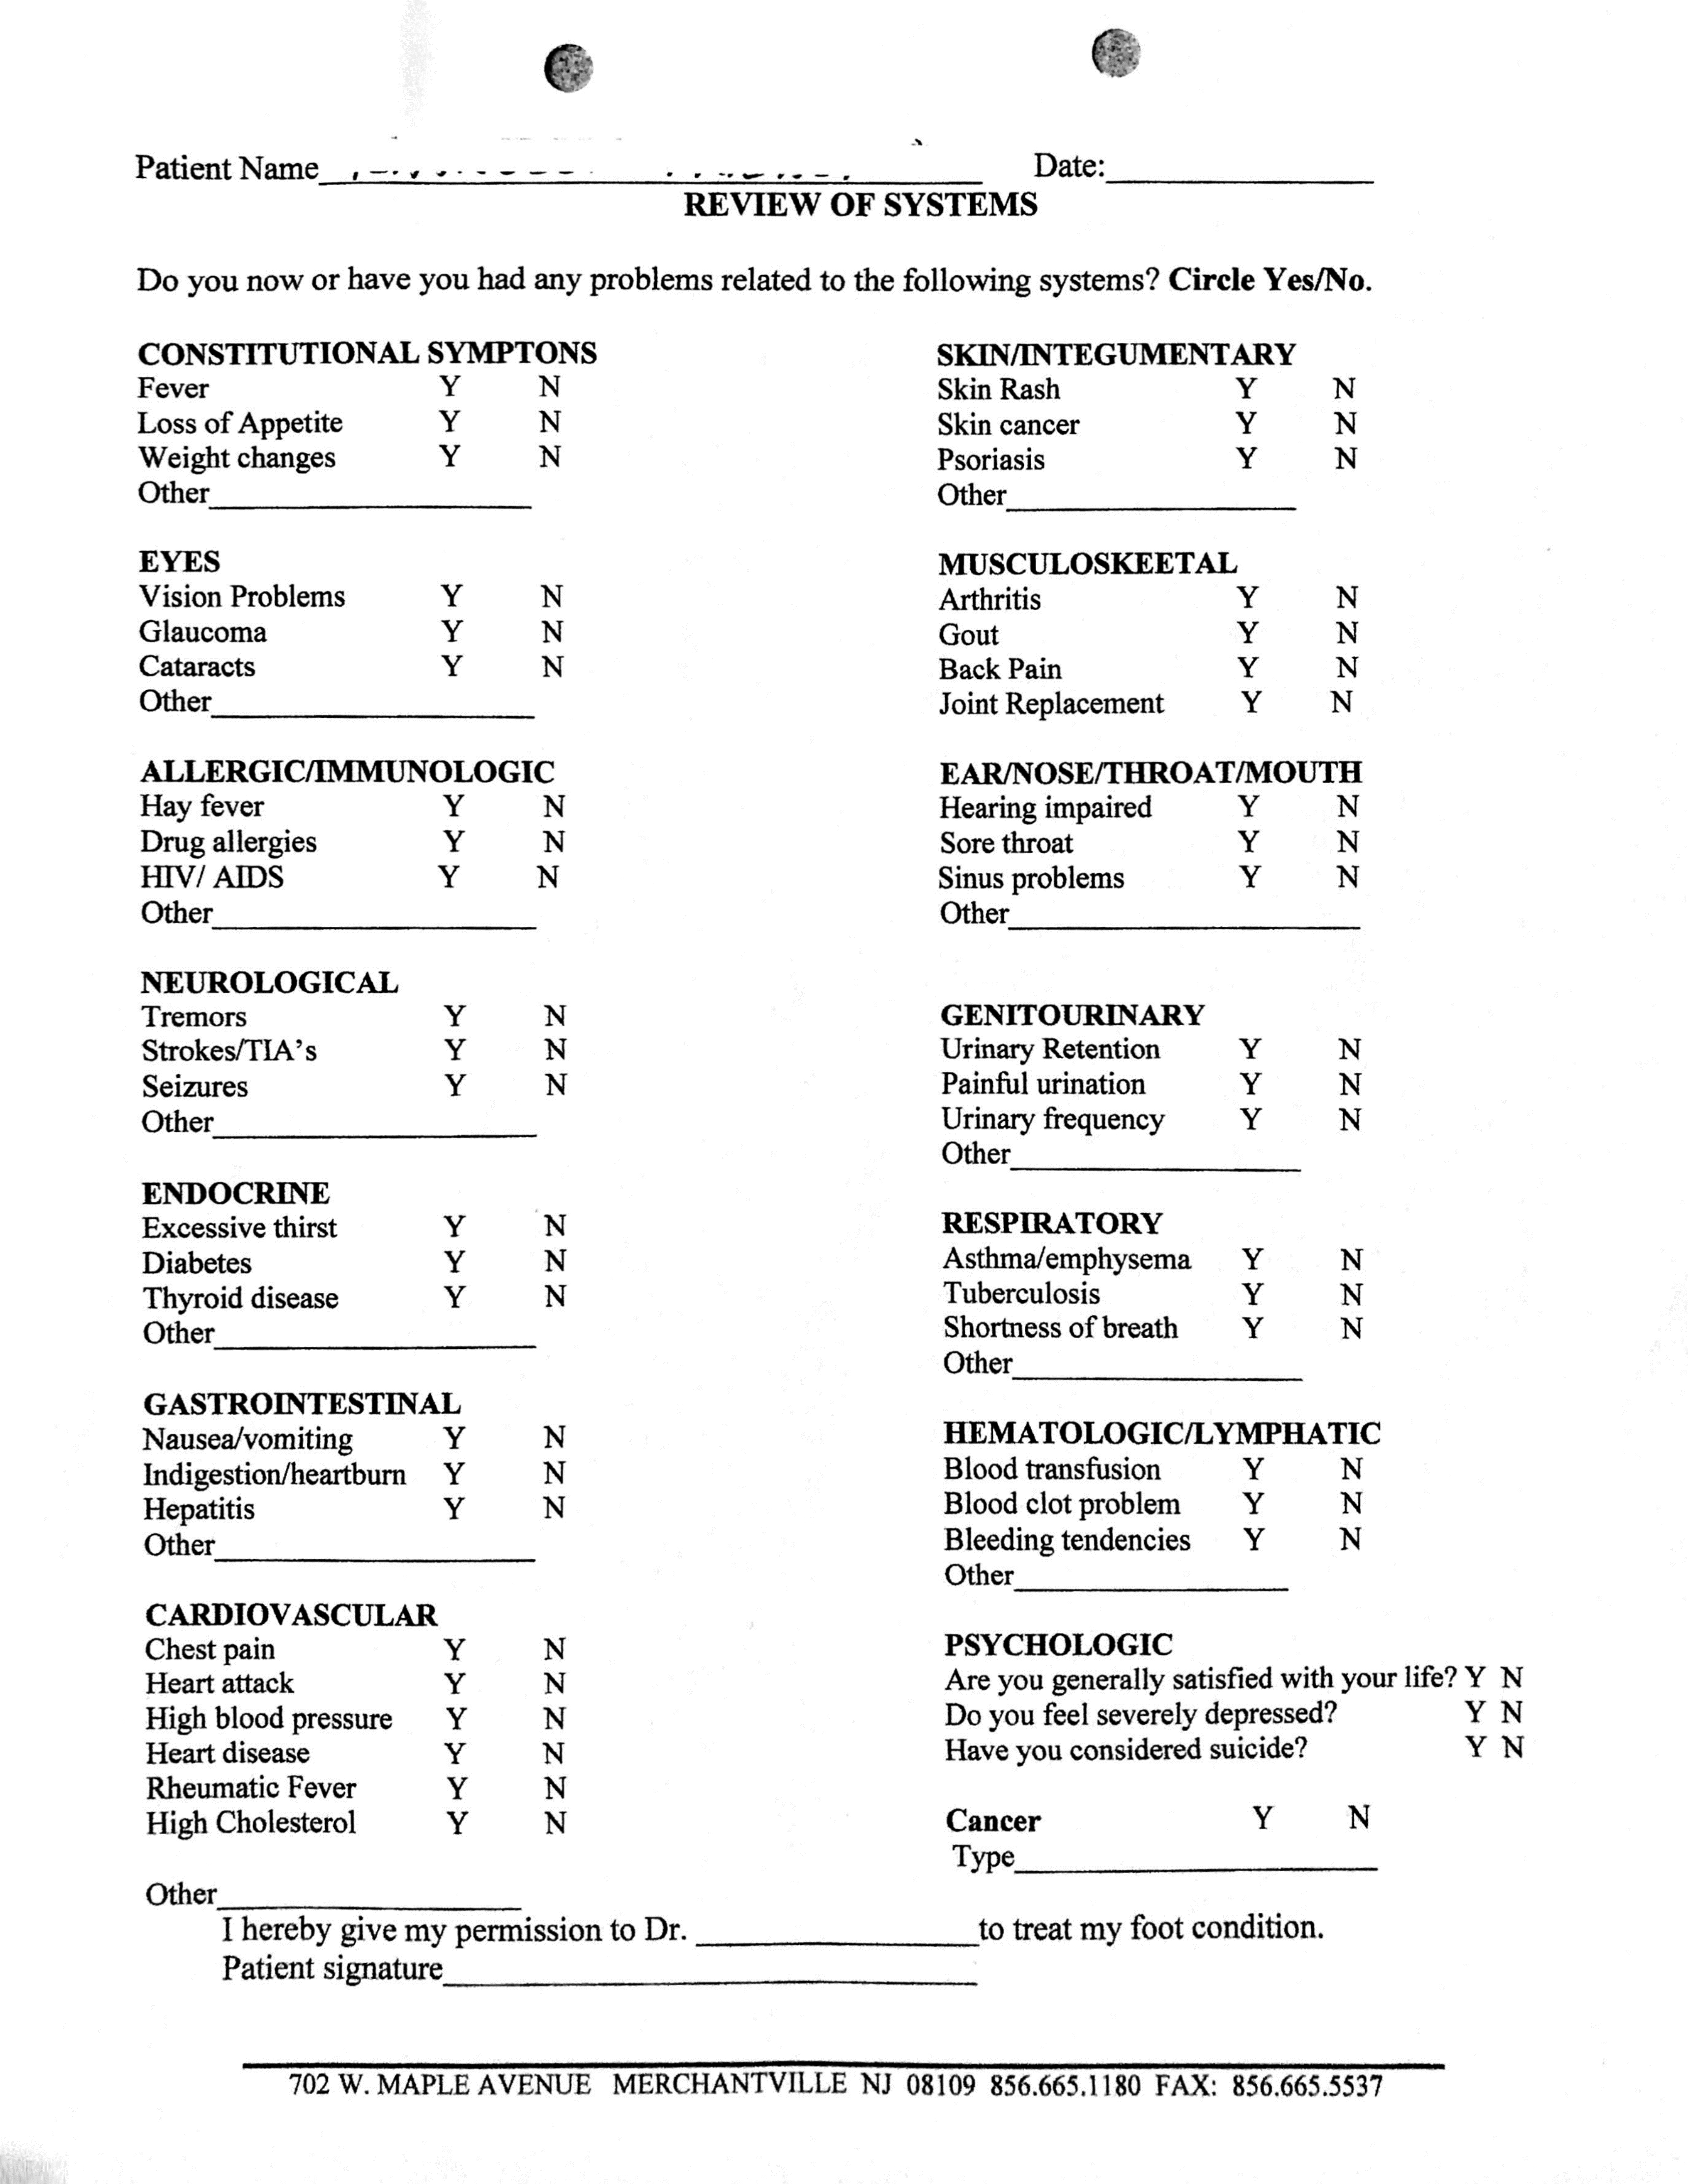 Patient Name Date:
REVIEW OF SYSTEMS
Do you now or have you had any problems related to the following systems? Circle Yes/No.
CONSTITUTIONAL SYMPTONS
Fever Y N
Loss of Appetite Y N
Weight changes Y N
Other
EYES
Vision Problems Y N
Glaucoma Y N
Cataracts Y N
Other
ALLERGIC/IMMUNOLOGIC
Hay fever Y N
Drug allergies Y N
HIV/ AIDS Y N
Other
NEUROLOGICAL
Tremors Y N
Strokes/TIA's Y N
Seizures Y N
Other
ENDOCRINE
Excessive thirst Y N
Diabetes Y N
Thyroid disease Y N
Other
GASTROINTESTINAL
Nausea/vomiting Y N
Indigestion/heartburn Y N
Hepatitis Y N
Other
CARDIOVASCULAR
Chest pain Y N
Heart attack Y N
High blood pressure Y N
Heart disease Y N
Rheumatic Fever Y N
High Cholesterol Y N
Other
SKIN/INTEGUMENTARY
Skin Rash Y N
Skin cancer Y N
Psoriasis Y N
Other
MUSCULOSKEETAL
Arthritis Y N
Gout Y N
Back Pain Y N
Joint Replacement Y N
EAR/NOSE/THROAT/MOUTH
Hearing impaired Y N
Sore throat Y N
Sinus problems Y N
Other
GENITOURINARY
Urinary Retention Y N
Painful urination Y N
Urinary frequency Y N
Other
RESPIRATORY
Asthma/emphysema Y N
Tuberculosis Y N
Shortness of breath Y N
Other
HEMATOLOGIC/LYMPHATIC
Blood transfusion Y N
Blood clot problem Y N
Bleeding tendencies Y N
Other
PSYCHOLOGIC
Are you generally satisfied with your life? Y N
Do you feel severely depressed? Y N
Have you considered suicide? Y N
Cancer Y N
Type
I hereby give my permission to Dr. to treat my foot condition.
Patient signature
702 W. MAPLE AVENUE MERCHANTVILLE NJ 08109 856.665.1180 FAX: 856.665.5537